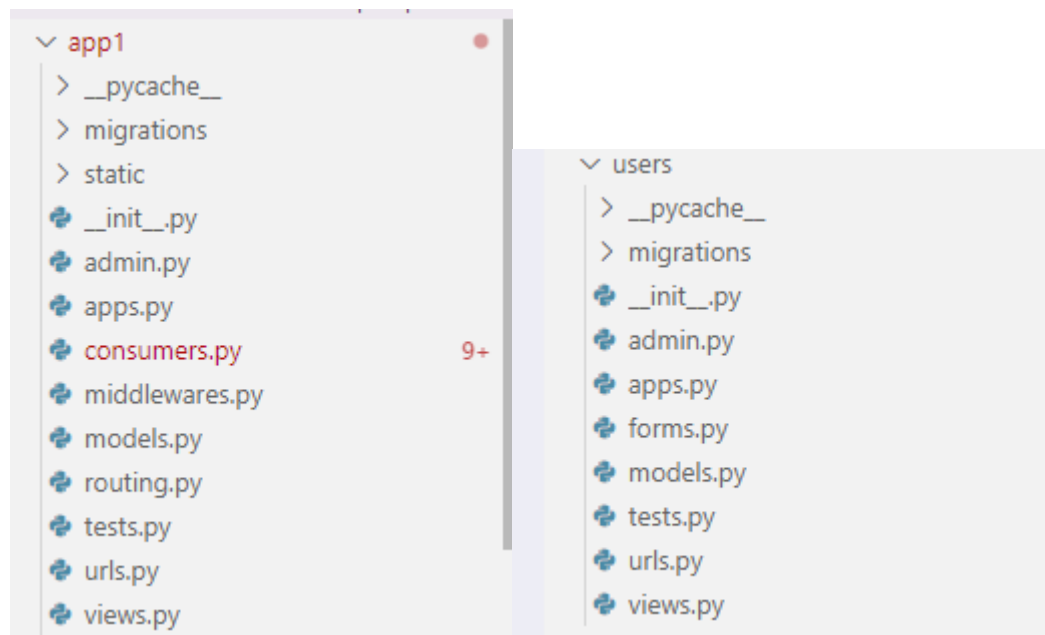 app1
__pycache__
migrations
static
__init__.py
admin.py
apps.py
consumers.py 9+
middlewares.py
models.py
routing.py
tests.py
urls.py
views.py
users
__pycache__
migrations
__init__.py
admin.py
apps.py
forms.py
models.py
tests.py
urls.py
views.py